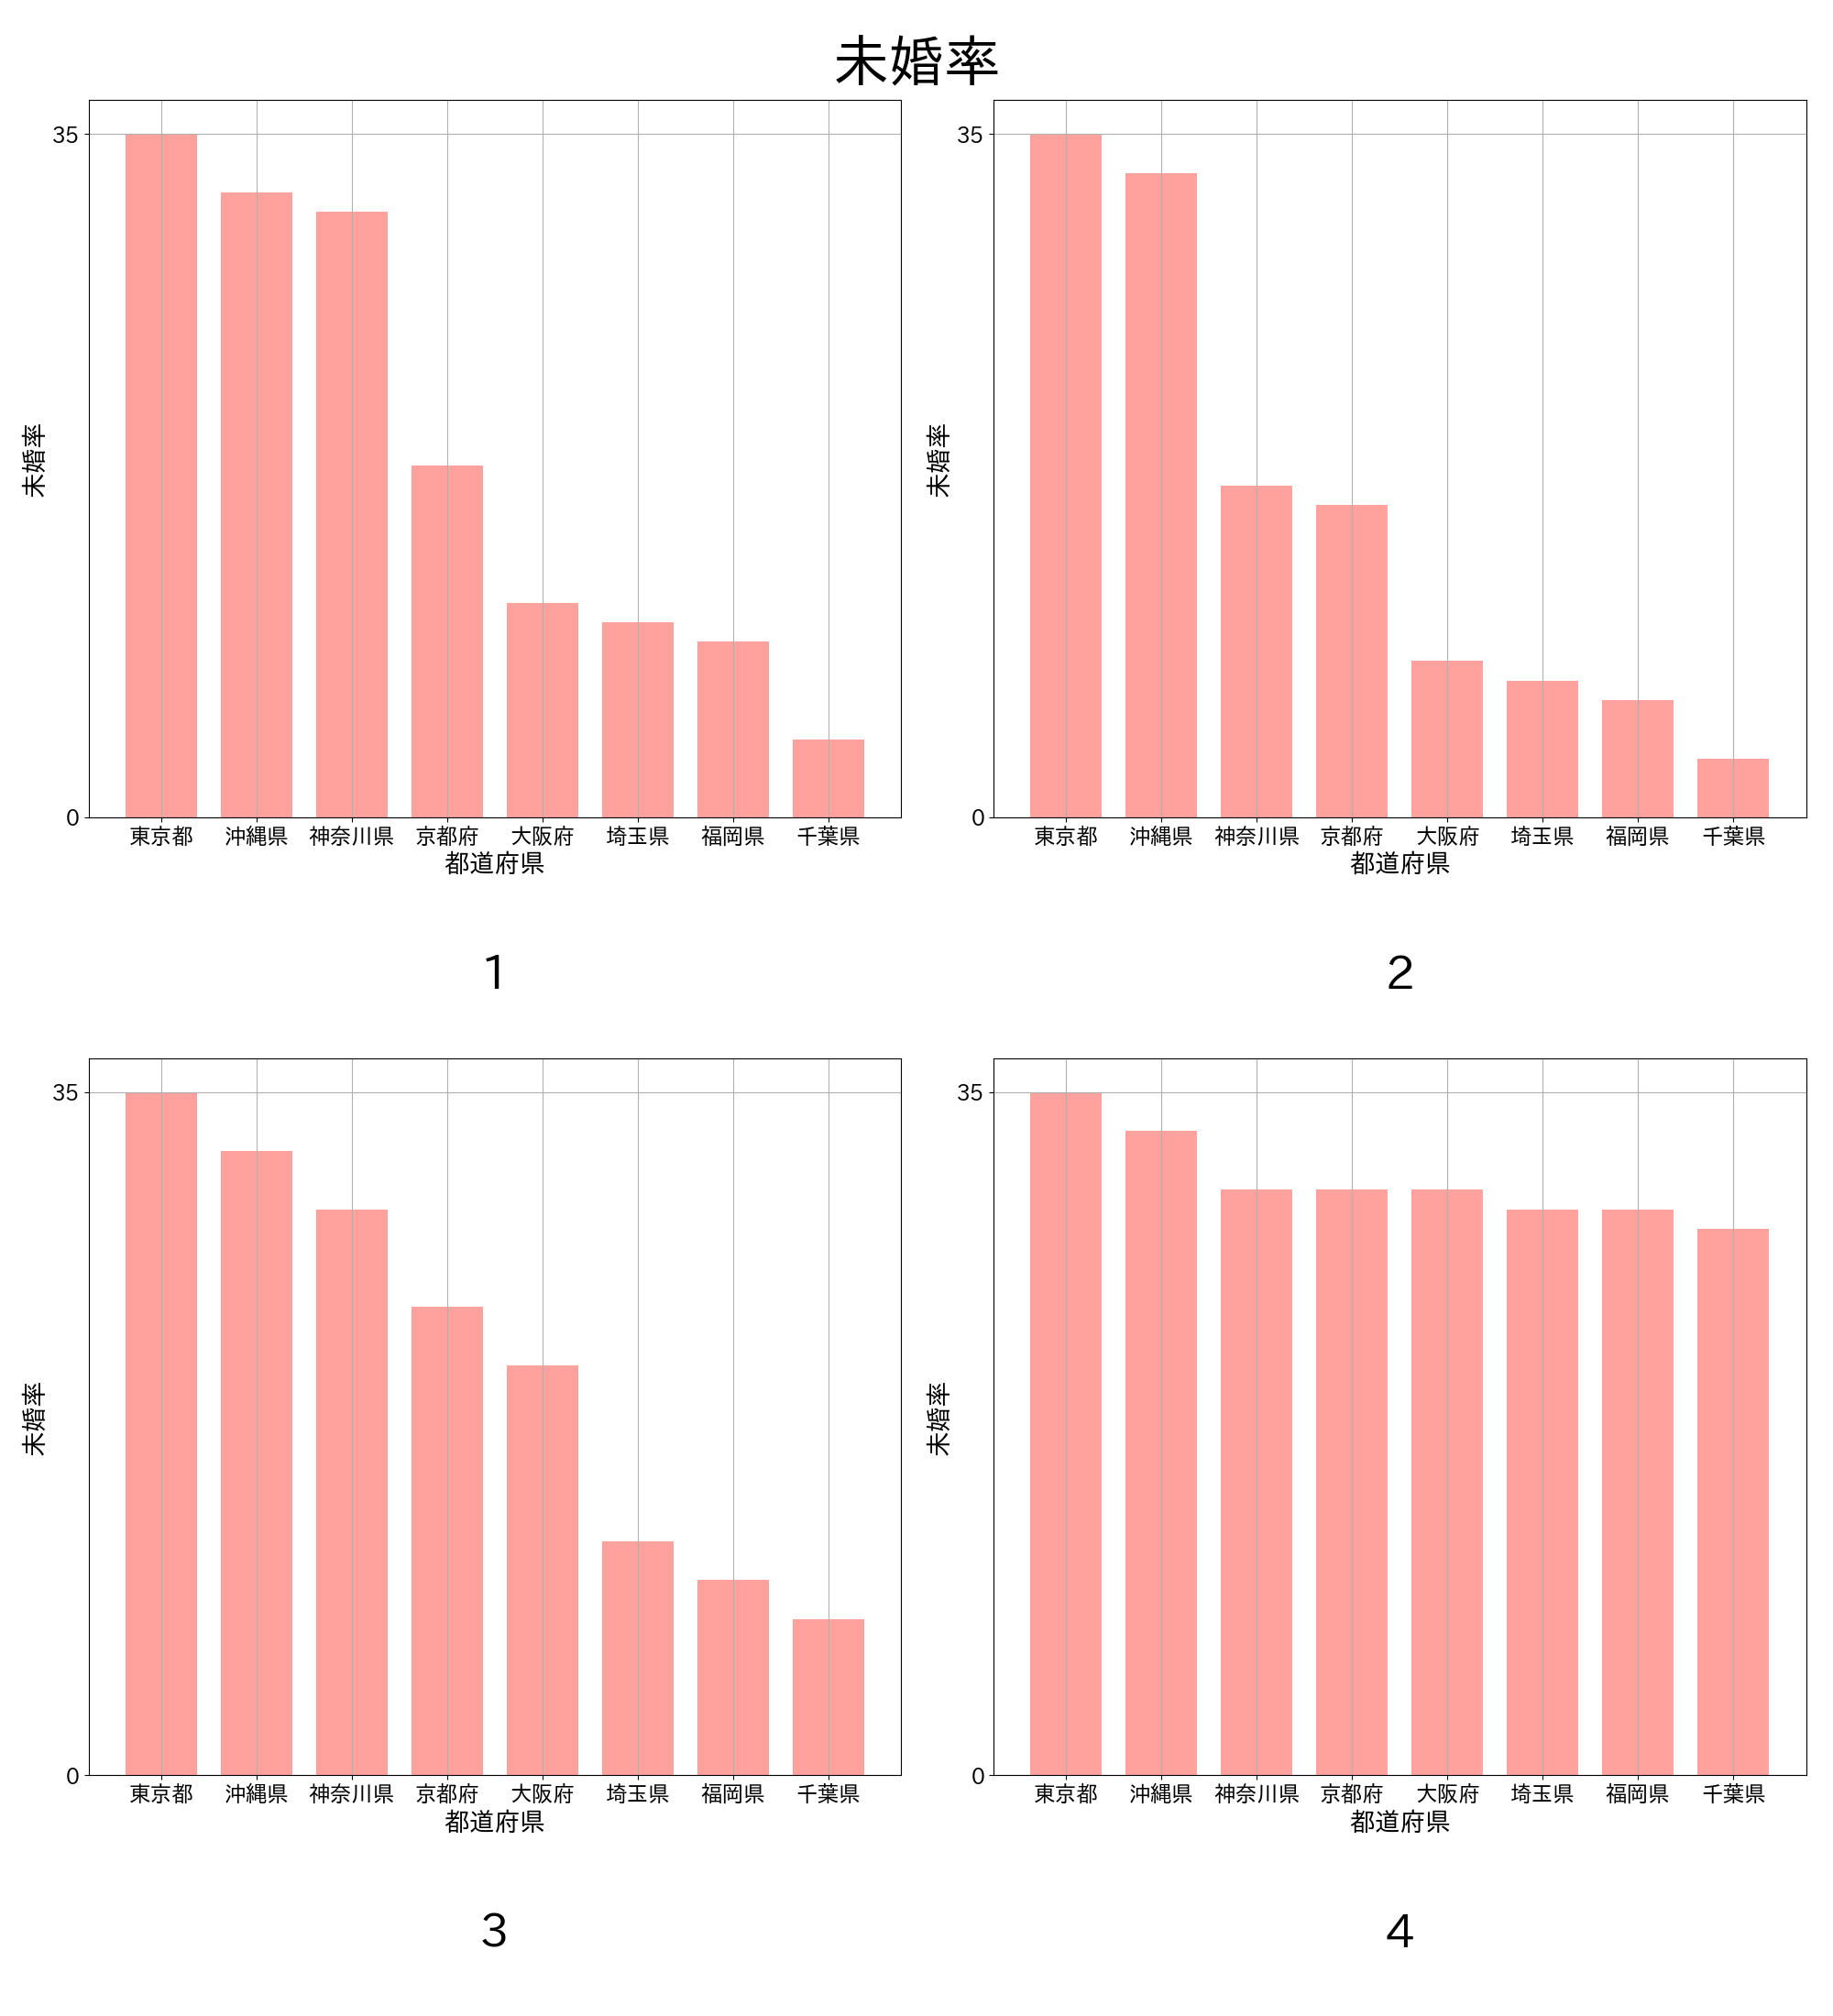 未婚率
35
0
未婚率
東京都 沖縄県 神奈川県 京都府 大阪府 埼玉県 福岡県 千葉県
都道府県
1
35
0
未婚率
東京都 沖縄県 神奈川県 京都府 大阪府 埼玉県 福岡県 千葉県
都道府県
2
35
0
未婚率
東京都 沖縄県 神奈川県 京都府 大阪府 埼玉県 福岡県 千葉県
都道府県
3
35
0
未婚率
東京都 沖縄県 神奈川県 京都府 大阪府 埼玉県 福岡県 千葉県
都道府県
4